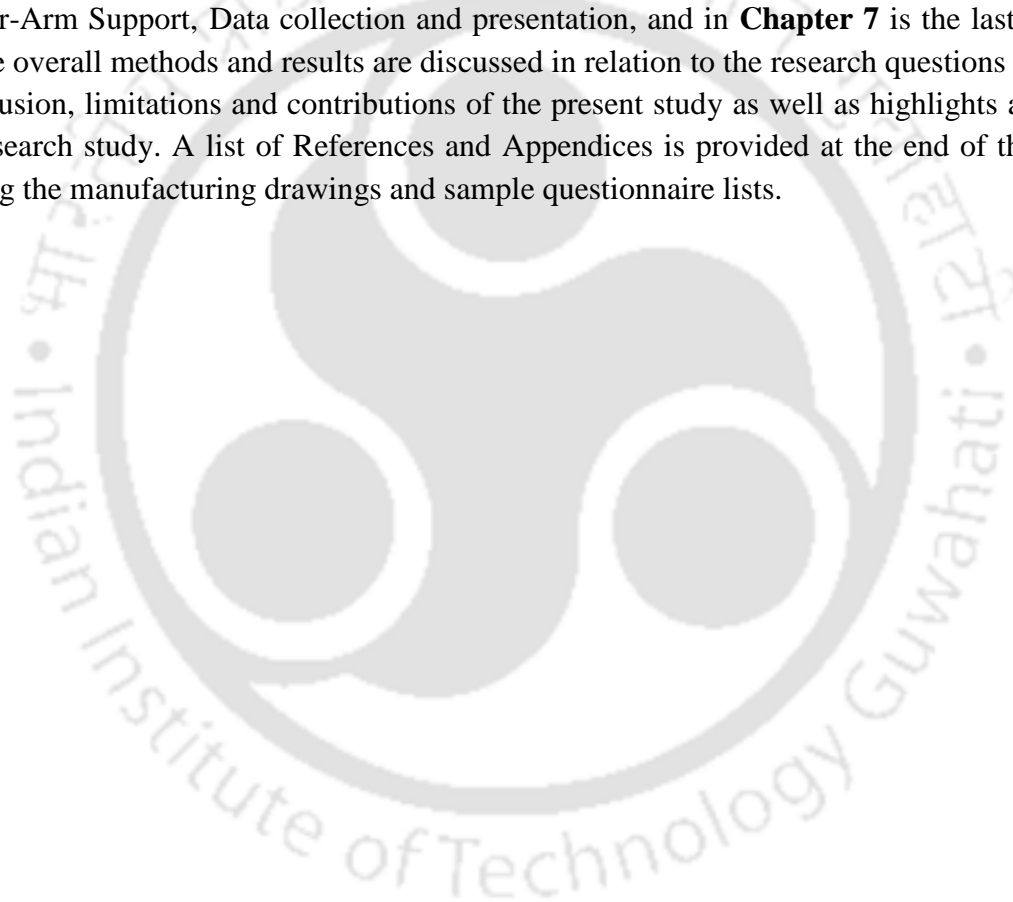 r-Arm Support, Data collection and presentation, and in Chapter 7 is the last
e overall methods and results are discussed in relation to the research questions
usion, limitations and contributions of the present study as well as highlights a
search study. A list of References and Appendices is provided at the end of th
g the manufacturing drawings and sample questionnaire lists.
• Indian Institute of Technology Guwahati •